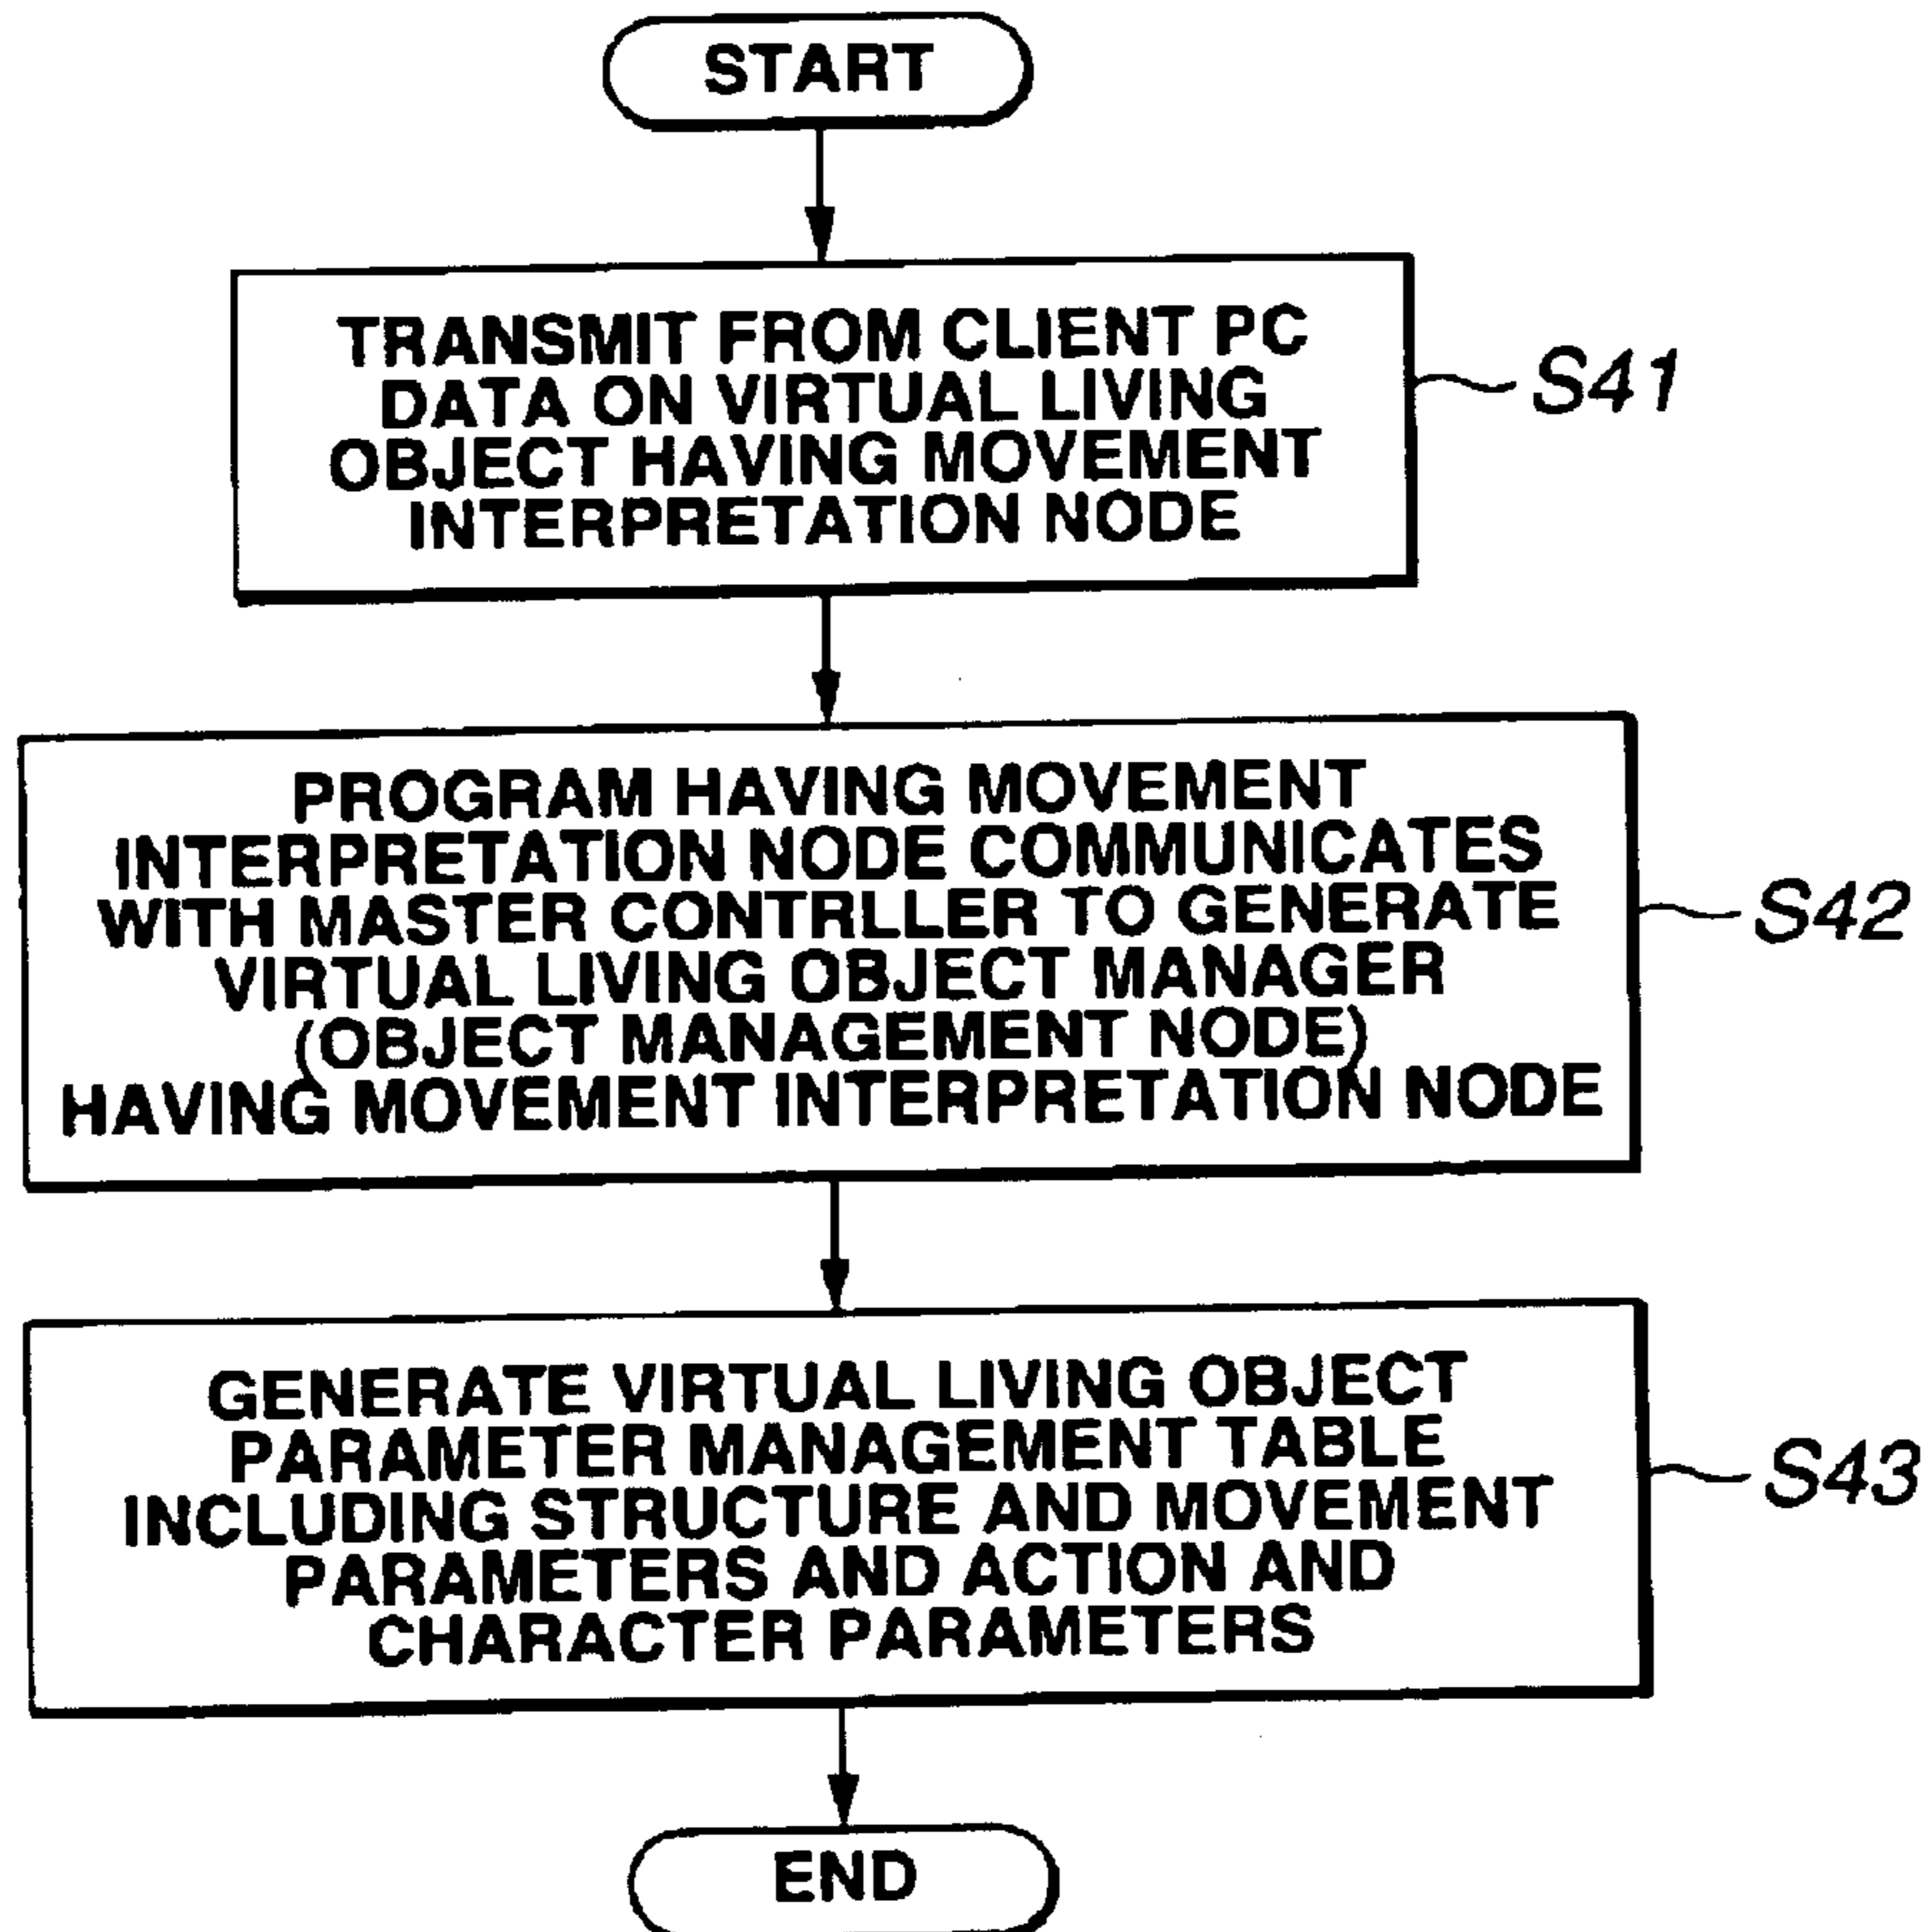 START
TRANSMIT FROM CLIENT PC
DATA ON VIRTUAL LIVING
OBJECT HAVING MOVEMENT
INTERPRETATION NODE
S41
PROGRAM HAVING MOVEMENT
INTERPRETATION NODE COMMUNICATES
WITH MASTER CONTRLLER TO GENERATE
VIRTUAL LIVING OBJECT MANAGER
(OBJECT MANAGEMENT NODE)
HAVING MOVEMENT INTERPRETATION NODE
S42
GENERATE VIRTUAL LIVING OBJECT
PARAMETER MANAGEMENT TABLE
INCLUDING STRUCTURE AND MOVEMENT
PARAMETERS AND ACTION AND
CHARACTER PARAMETERS
S43
END